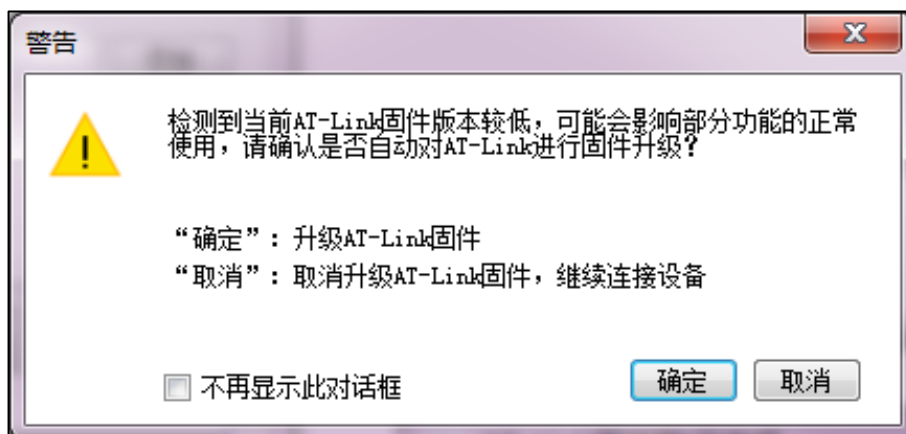 警告
检测到当前AT-Link固件版本较低，可能会影响部分功能的正常
使用，请确认是否自动对AT-Link进行固件升级？
“确定”：升级AT-Link固件
“取消”：取消升级AT-Link固件，继续连接设备
不再显示此对话框
确定
取消